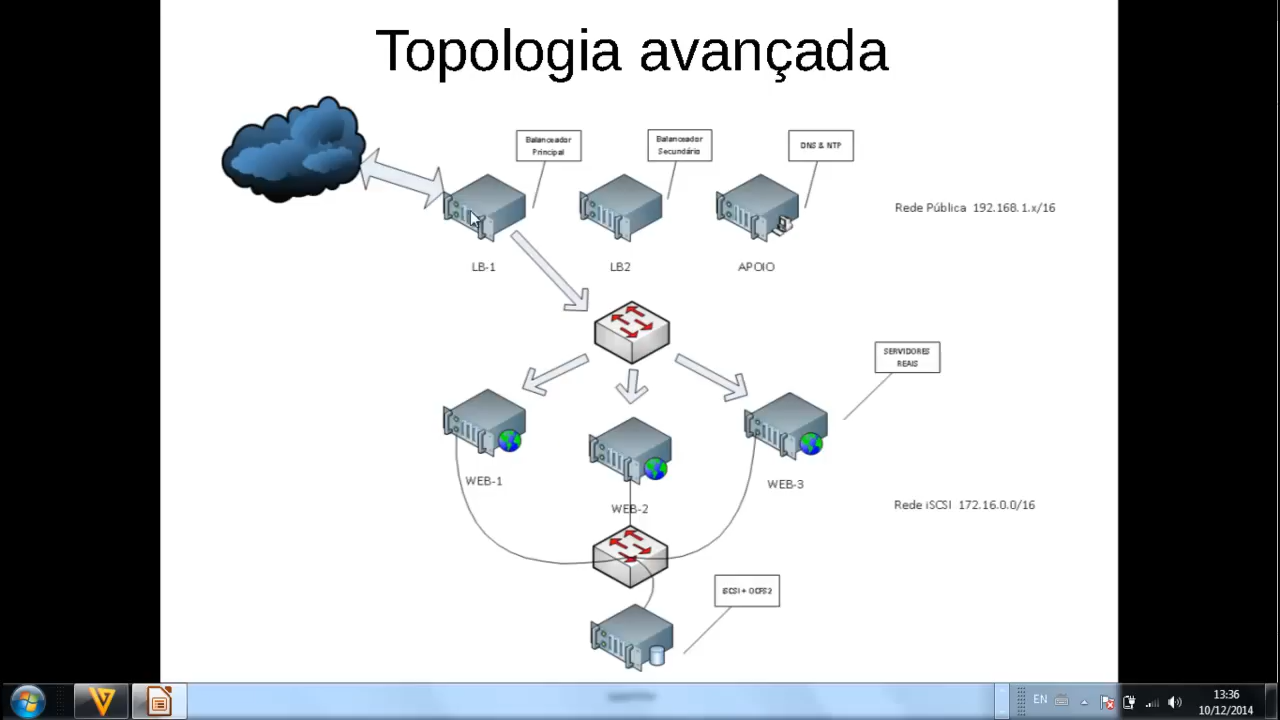 Topologia avançada
Balanceador
Principal
Balanceador
Secundário
DNS & NTP
Rede Pública 192.168.1.x/16
LB-1
LB2
APOIO
SERVIDORES
REAIS
WEB-1
WEB-2
WEB-3
Rede iSCSI 172.16.0.0/16
iSCSI + OCFS2
EN
13:36
10/12/2014